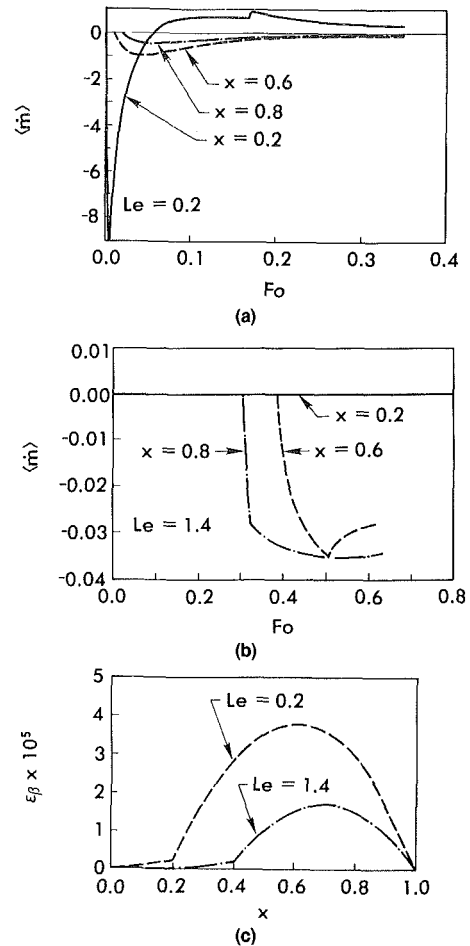 0
-2
-4
-6
-8
⟨ṁ⟩
x = 0.6
x = 0.8
x = 0.2
Le = 0.2
0.0 0.1 0.2 0.3 0.4
Fo
(a)
0.01
0.00
-0.01
-0.02
-0.03
-0.04
⟨ṁ⟩
x = 0.2
x = 0.8
x = 0.6
Le = 1.4
0.0 0.2 0.4 0.6 0.8
Fo
(b)
5
4
3
2
1
0
εβ x 10⁵
Le = 0.2
Le = 1.4
0.0 0.2 0.4 0.6 0.8 1.0
x
(c)